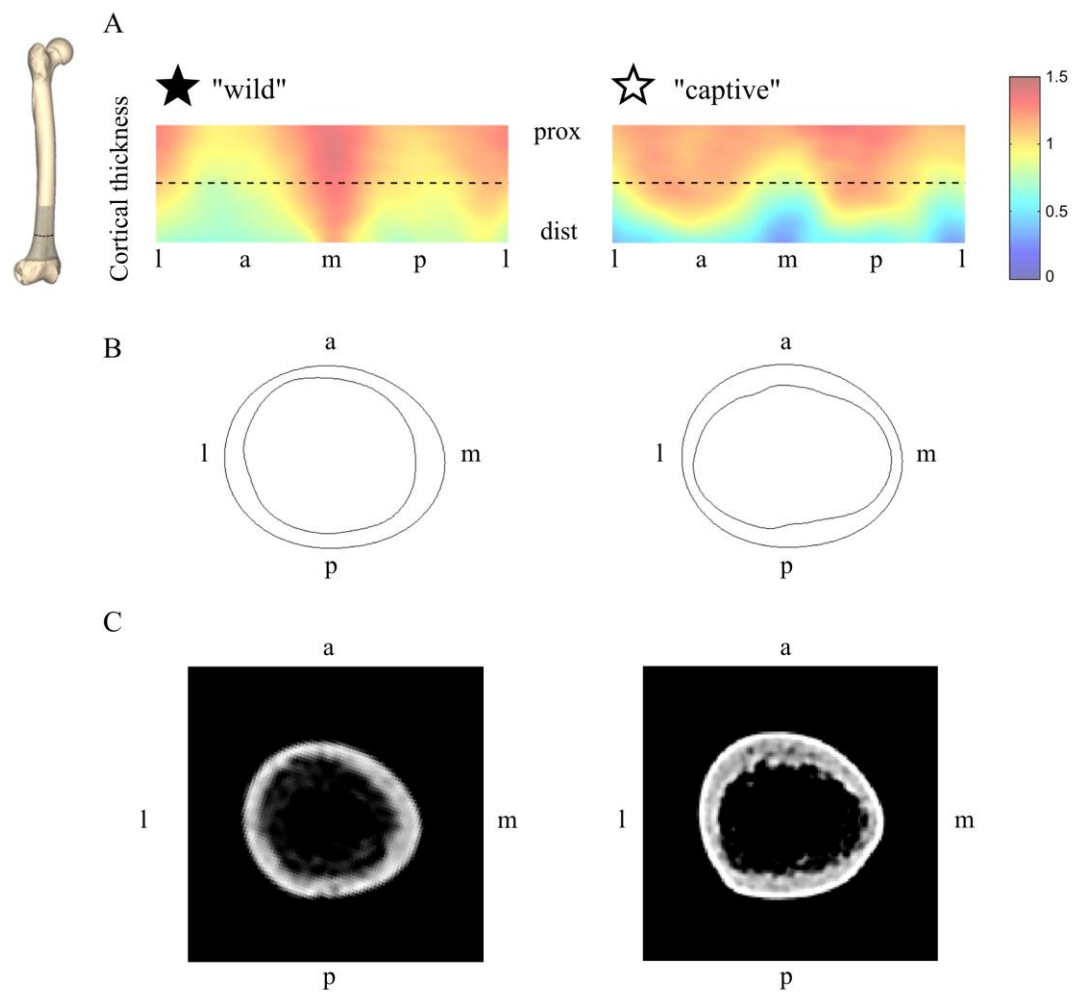 A
"wild"
"captive"
Cortical thickness
prox
dist
l a m p l
l a m p l
1.5
1
0.5
0
B
a
l
m
p
a
l
m
p
C
a
l
m
p
a
l
m
p